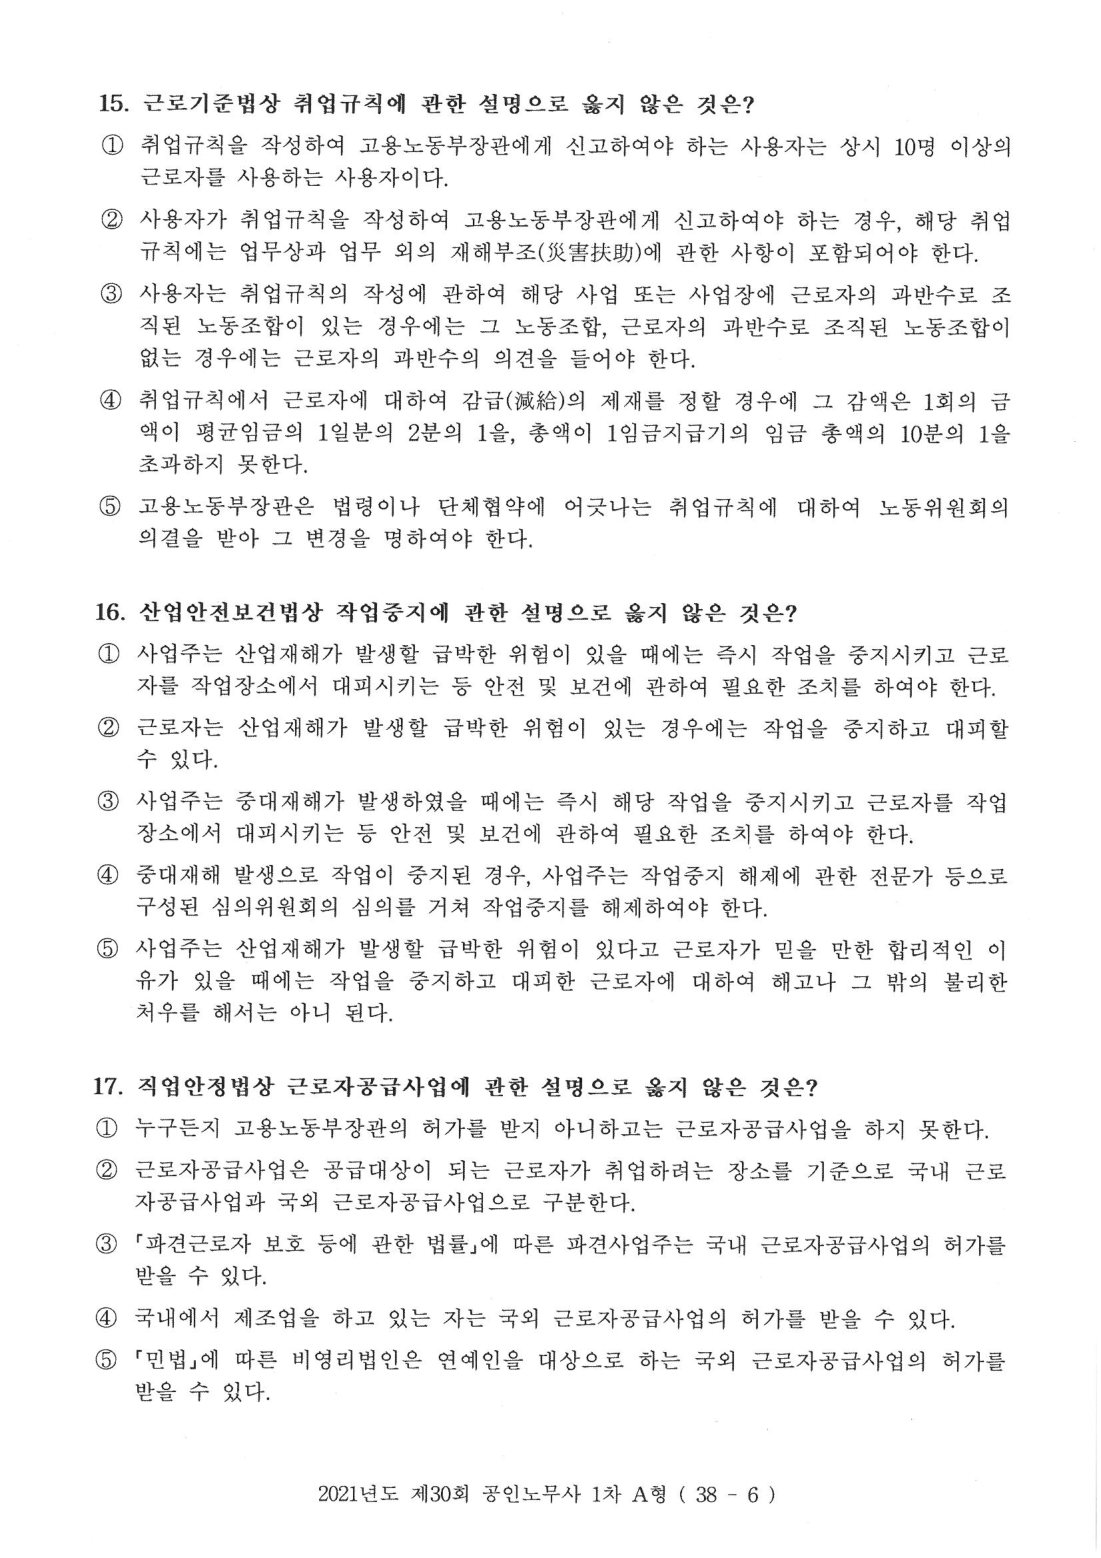 15. 근로기준법상 취업규칙에 관한 설명으로 옳지 않은 것은?
① 취업규칙을 작성하여 고용노동부장관에게 신고하여야 하는 사용자는 상시 10명 이상의
근로자를 사용하는 사용자이다.
② 사용자가 취업규칙을 작성하여 고용노동부장관에게 신고하여야 하는 경우, 해당 취업
규칙에는 업무상과 업무 외의 재해부조(災害扶助)에 관한 사항이 포함되어야 한다.
③ 사용자는 취업규칙의 작성에 관하여 해당 사업 또는 사업장에 근로자의 과반수로 조
직된 노동조합이 있는 경우에는 그 노동조합, 근로자의 과반수로 조직된 노동조합이
없는 경우에는 근로자의 과반수의 의견을 들어야 한다.
④ 취업규칙에서 근로자에 대하여 감급(減給)의 제재를 정할 경우에 그 감액은 1회의 금
액이 평균임금의 1일분의 2분의 1을, 총액이 1임금지급기의 임금 총액의 10분의 1을
초과하지 못한다.
⑤ 고용노동부장관은 법령이나 단체협약에 어긋나는 취업규칙에 대하여 노동위원회의
의결을 받아 그 변경을 명하여야 한다.
16. 산업안전보건법상 작업중지에 관한 설명으로 옳지 않은 것은?
① 사업주는 산업재해가 발생할 급박한 위험이 있을 때에는 즉시 작업을 중지시키고 근로
자를 작업장소에서 대피시키는 등 안전 및 보건에 관하여 필요한 조치를 하여야 한다.
② 근로자는 산업재해가 발생할 급박한 위험이 있는 경우에는 작업을 중지하고 대피할
수 있다.
③ 사업주는 중대재해가 발생하였을 때에는 즉시 해당 작업을 중지시키고 근로자를 작업
장소에서 대피시키는 등 안전 및 보건에 관하여 필요한 조치를 하여야 한다.
④ 중대재해 발생으로 작업이 중지된 경우, 사업주는 작업중지 해제에 관한 전문가 등으로
구성된 심의위원회의 심의를 거쳐 작업중지를 해제하여야 한다.
⑤ 사업주는 산업재해가 발생할 급박한 위험이 있다고 근로자가 믿을 만한 합리적인 이
유가 있을 때에는 작업을 중지하고 대피한 근로자에 대하여 해고나 그 밖의 불리한
처우를 해서는 아니 된다.
17. 직업안정법상 근로자공급사업에 관한 설명으로 옳지 않은 것은?
① 누구든지 고용노동부장관의 허가를 받지 아니하고는 근로자공급사업을 하지 못한다.
② 근로자공급사업은 공급대상이 되는 근로자가 취업하려는 장소를 기준으로 국내 근로
자공급사업과 국외 근로자공급사업으로 구분한다.
③ 「파견근로자 보호 등에 관한 법률」에 따른 파견사업주는 국내 근로자공급사업의 허가를
받을 수 있다.
④ 국내에서 제조업을 하고 있는 자는 국외 근로자공급사업의 허가를 받을 수 있다.
⑤ 「민법」에 따른 비영리법인은 연예인을 대상으로 하는 국외 근로자공급사업의 허가를
받을 수 있다.
2021년도 제30회 공인노무사 1차 A형 ( 38 - 6 )